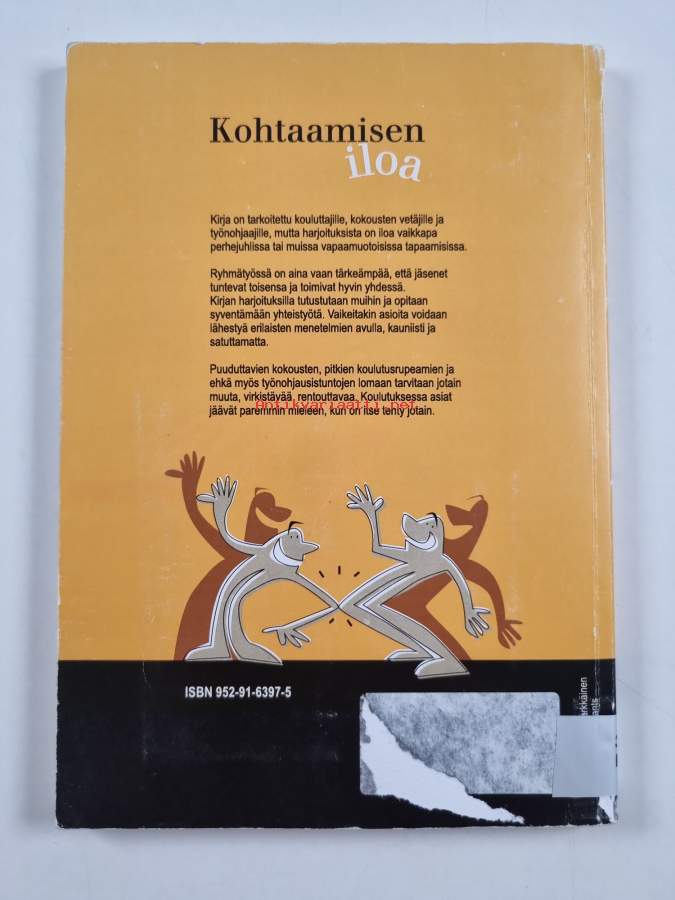 Kohtaamisen
iloa
Kirja on tarkoitettu kouluttajille, kokousten vetäjille ja
työnohjaajille, mutta harjoituksista on iloa vaikkapa
perhejuhlissa tai muissa vapaamuotoisissa tapaamisissa.
Ryhmätyössä on aina vaan tärkeämpää, että jäsenet
tuntevat toisensa ja toimivat hyvin yhdessä.
Kirjan harjoituksilla tutustutaan muihin ja opitaan
syventämään yhteistyötä. Vaikeitakin asioita voidaan
lähestyä erilaisten menetelmien avulla, kauniisti ja
satuttamatta.
Puuduttavien kokousten, pitkien koulutusrupeamien ja
ehkä myös työnohjausistuntojen lomaan tarvitaan jotain
muuta, virkistävää, rentouttavaa. Koulutuksessa asiat
Antikvariaatti.net
jäävät paremmin mieleen, kun on itse tehty jotain.
ISBN 952-91-6397-5